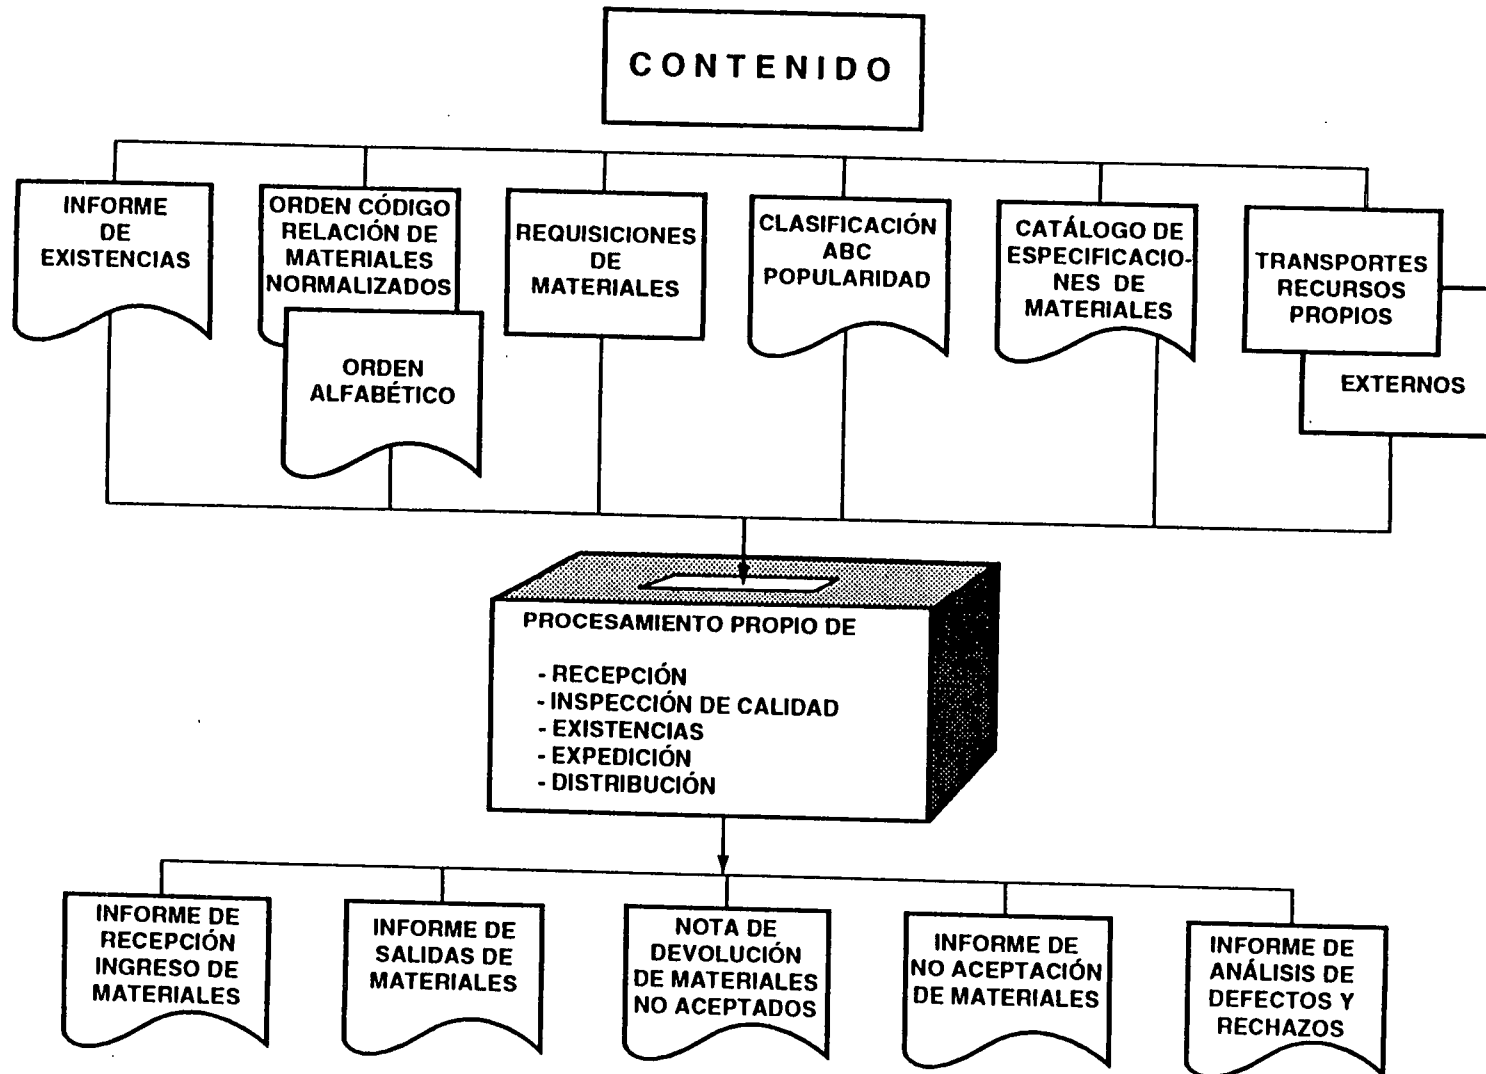 CONTENIDO
INFORME
DE
EXISTENCIAS
ORDEN CÓDIGO
RELACIÓN DE
MATERIALES
NORMALIZADOS
ORDEN
ALFABÉTICO
REQUISICIONES
DE
MATERIALES
CLASIFICACIÓN
ABC
POPULARIDAD
CATÁLOGO DE
ESPECIFICACIO-
NES DE
MATERIALES
TRANSPORTES
RECURSOS
PROPIOS
EXTERNOS
PROCESAMIENTO PROPIO DE
- RECEPCIÓN
- INSPECCIÓN DE CALIDAD
- EXISTENCIAS
- EXPEDICIÓN
- DISTRIBUCIÓN
INFORME DE
RECEPCIÓN
INGRESO DE
MATERIALES
INFORME DE
SALIDAS DE
MATERIALES
NOTA DE
DEVOLUCIÓN
DE MATERIALES
NO ACEPTADOS
INFORME DE
NO ACEPTACIÓN
DE MATERIALES
INFORME DE
ANÁLISIS DE
DEFECTOS Y
RECHAZOS